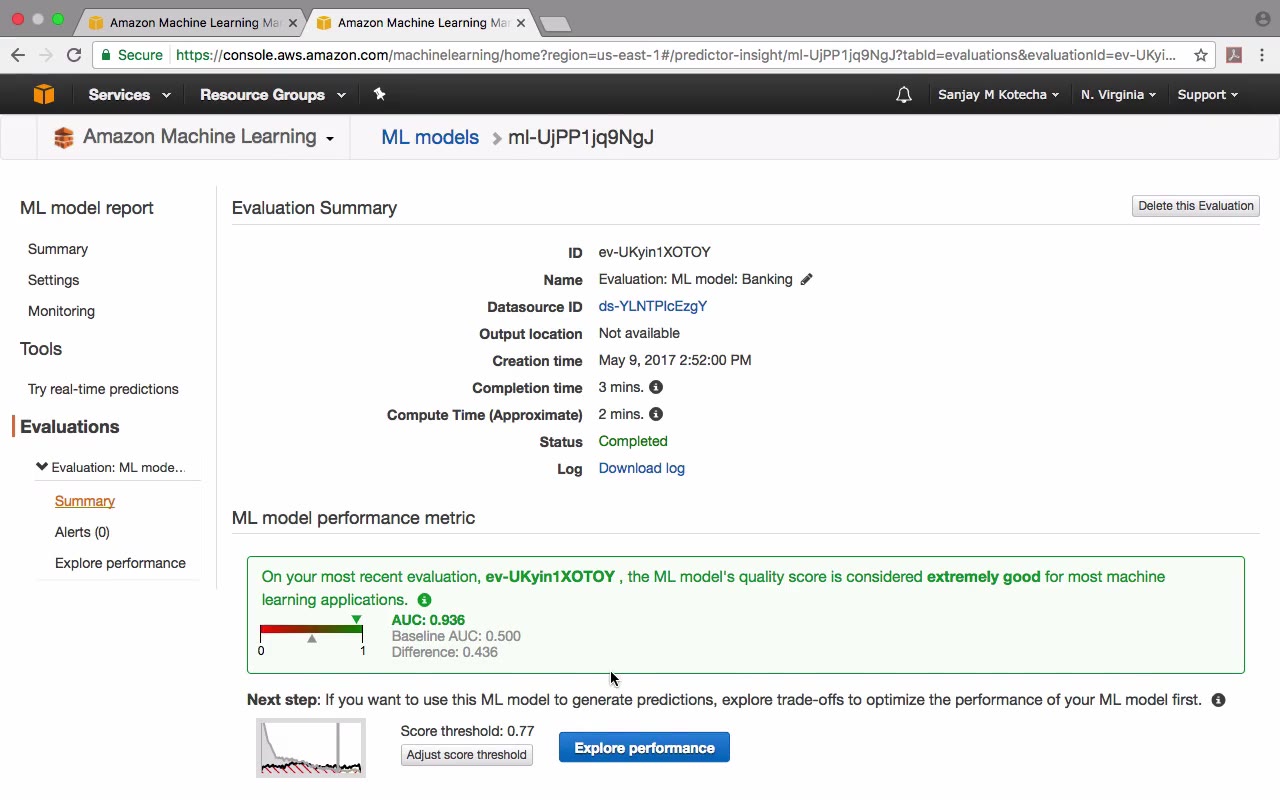 Amazon Machine Learning Ma
Amazon Machine Learning Ma
Secure https://console.aws.amazon.com/machinelearning/home?region=us-east-1#/predictor-insight/ml-UjPP1jq9NgJ?tabId=evaluations&evaluationId=ev-UKyi...
Services Resource Groups Sanjay M Kotecha N. Virginia Support
Amazon Machine Learning ML models ml-UjPP1jq9NgJ
ML model report
Summary
Settings
Monitoring
Tools
Try real-time predictions
Evaluations
Evaluation: ML mode...
Summary
Alerts (0)
Explore performance
Evaluation Summary Delete this Evaluation
ID ev-UKyin1XOTOY
Name Evaluation: ML model: Banking
Datasource ID ds-YLNTPlcEzgY
Output location Not available
Creation time May 9, 2017 2:52:00 PM
Completion time 3 mins.
Compute Time (Approximate) 2 mins.
Status Completed
Log Download log
ML model performance metric
On your most recent evaluation, ev-UKyin1XOTOY , the ML model's quality score is considered extremely good for most machine
learning applications.
AUC: 0.936
Baseline AUC: 0.500
Difference: 0.436
0 1
Next step: If you want to use this ML model to generate predictions, explore trade-offs to optimize the performance of your ML model first.
Score threshold: 0.77
Adjust score threshold
Explore performance